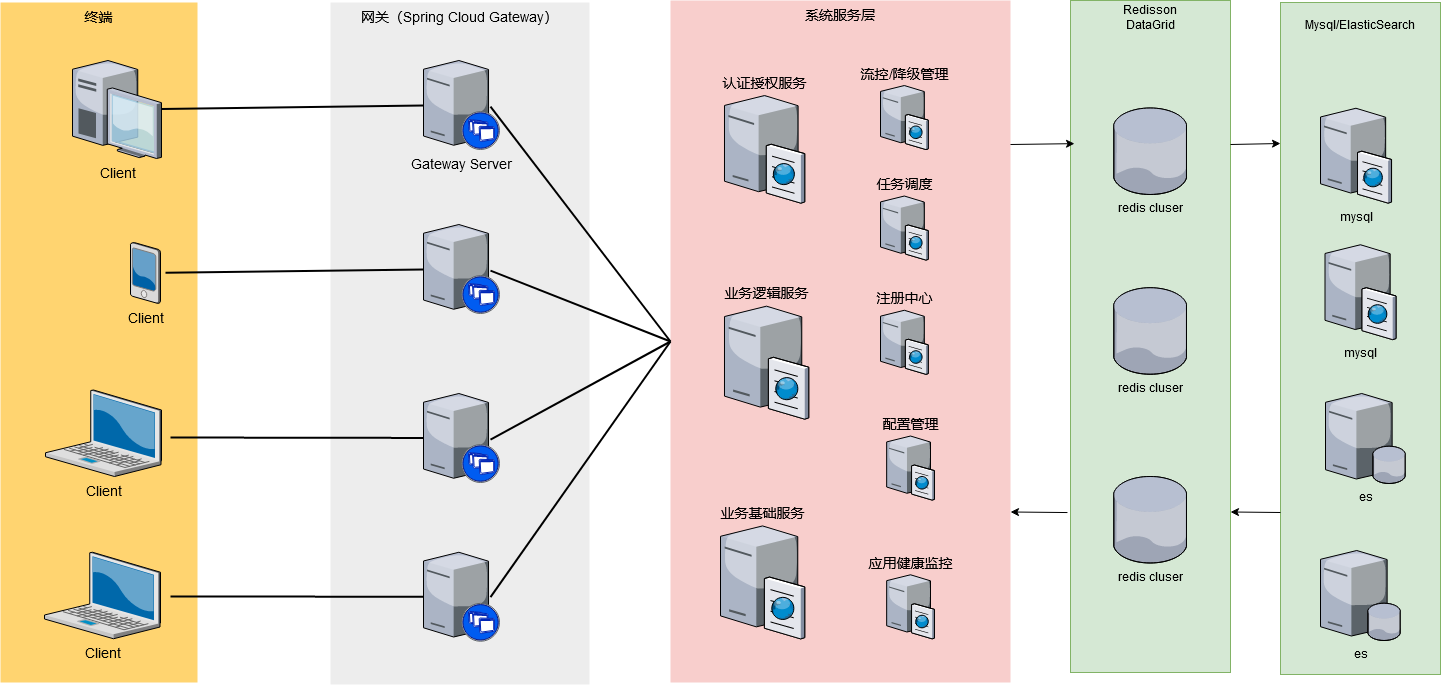 终端
Client
Client
Client
Client
网关（Spring Cloud Gateway）
Gateway Server
系统服务层
认证授权服务
业务逻辑服务
业务基础服务
流控/降级管理
任务调度
注册中心
配置管理
应用健康监控
Redisson
DataGrid
redis cluser
redis cluser
redis cluser
Mysql/ElasticSearch
mysql
mysql
es
es